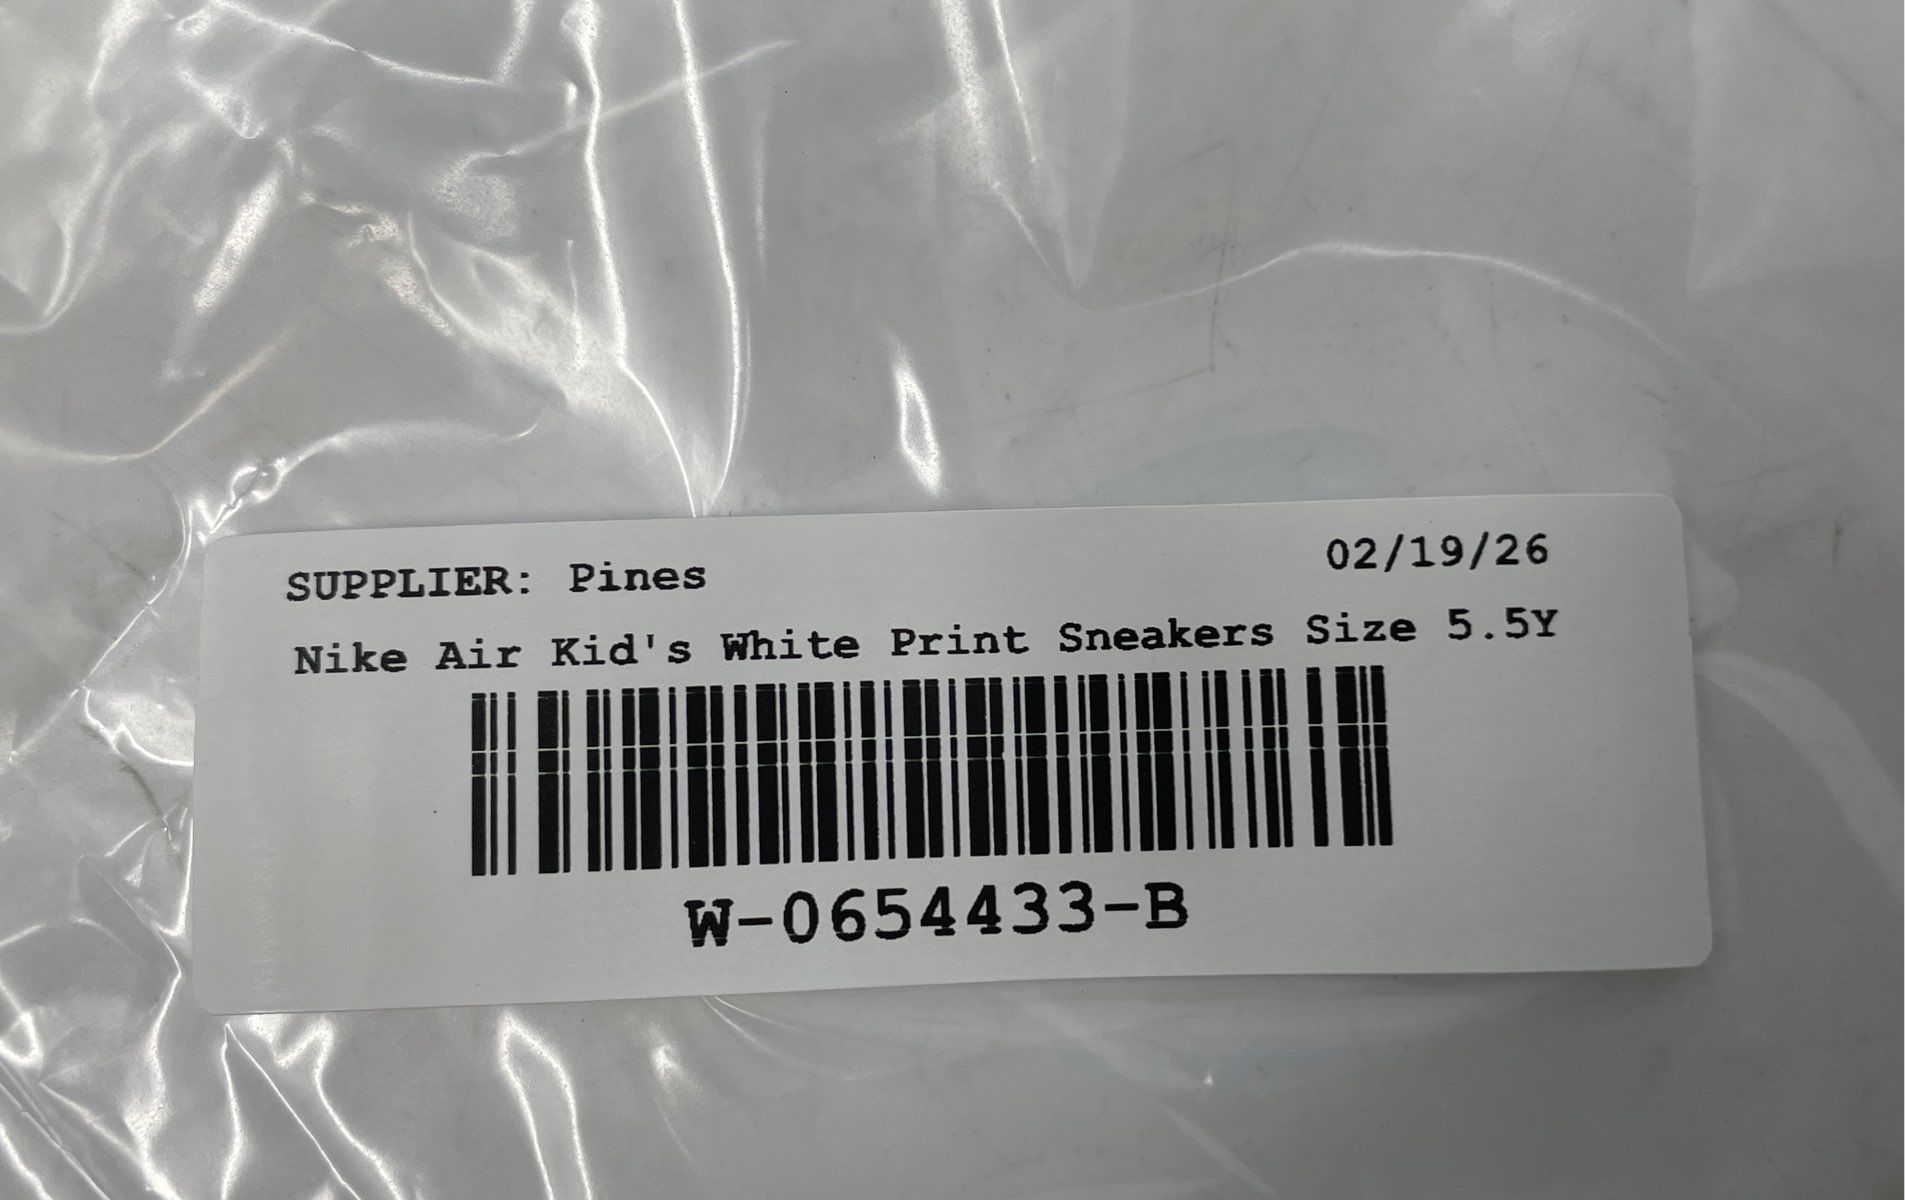 SUPPLIER: Pines 02/19/26
Nike Air Kid's White Print Sneakers Size 5.5Y
W-0654433-B